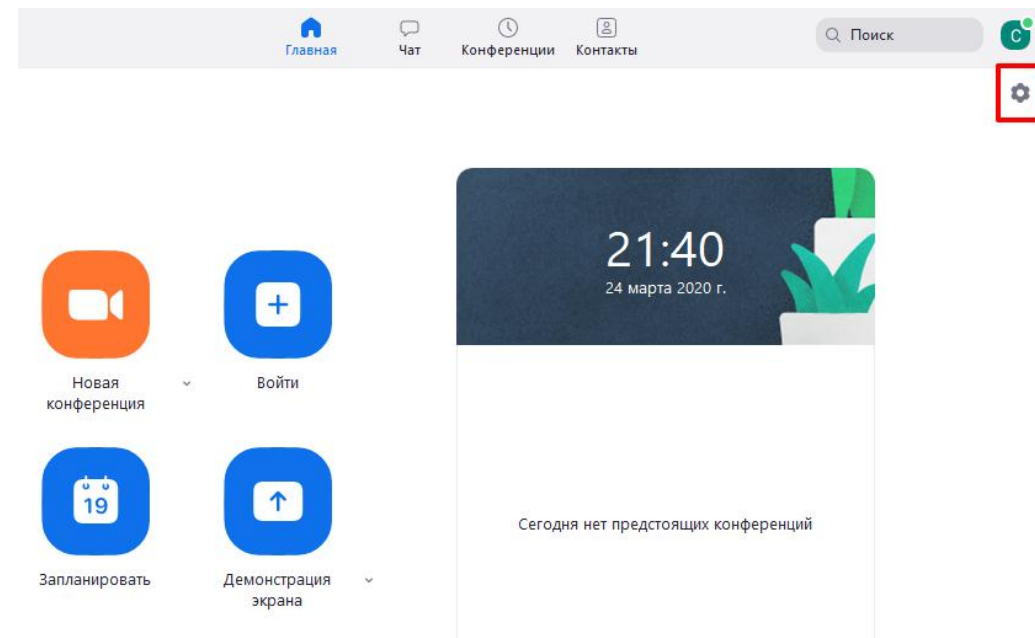 Главная
Чат
Конференции
Контакты
Поиск
C
21:40
24 марта 2020 г.
Новая
конференция
Войти
19
Запланировать
Демонстрация
экрана
Сегодня нет предстоящих конференций